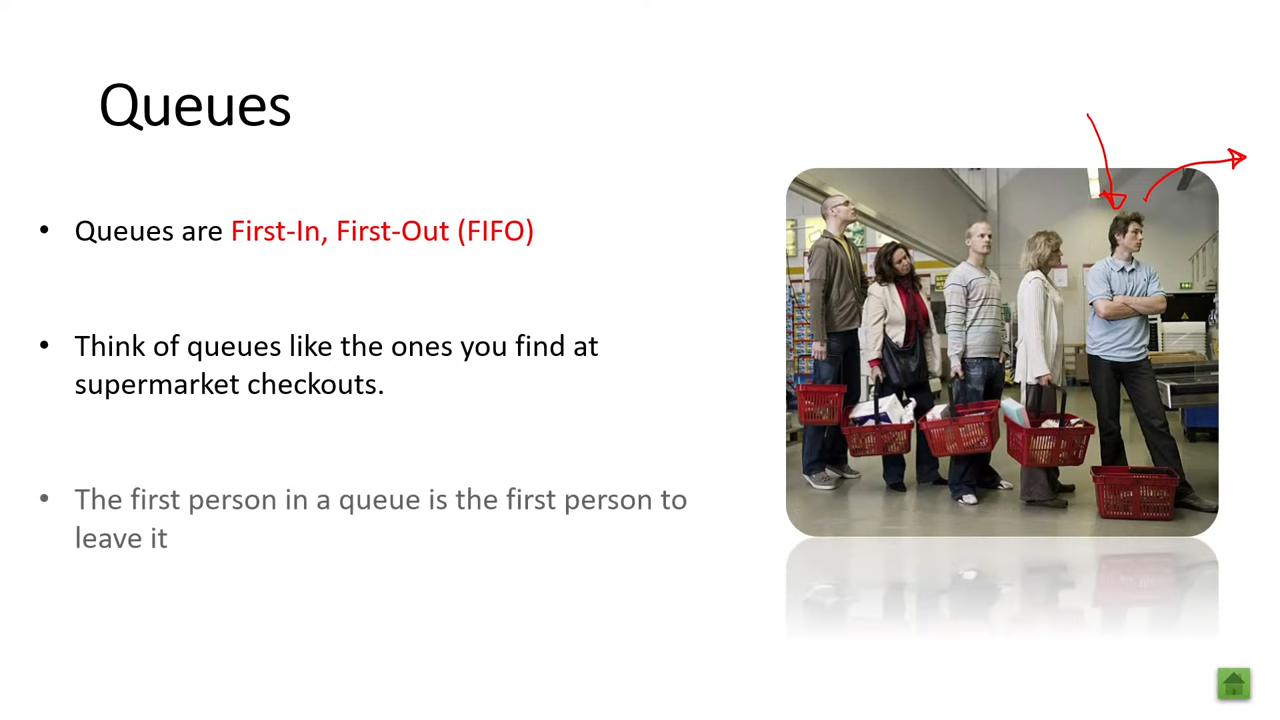 Queues
• Queues are First-In, First-Out (FIFO)
• Think of queues like the ones you find at
supermarket checkouts.
• The first person in a queue is the first person to
leave it